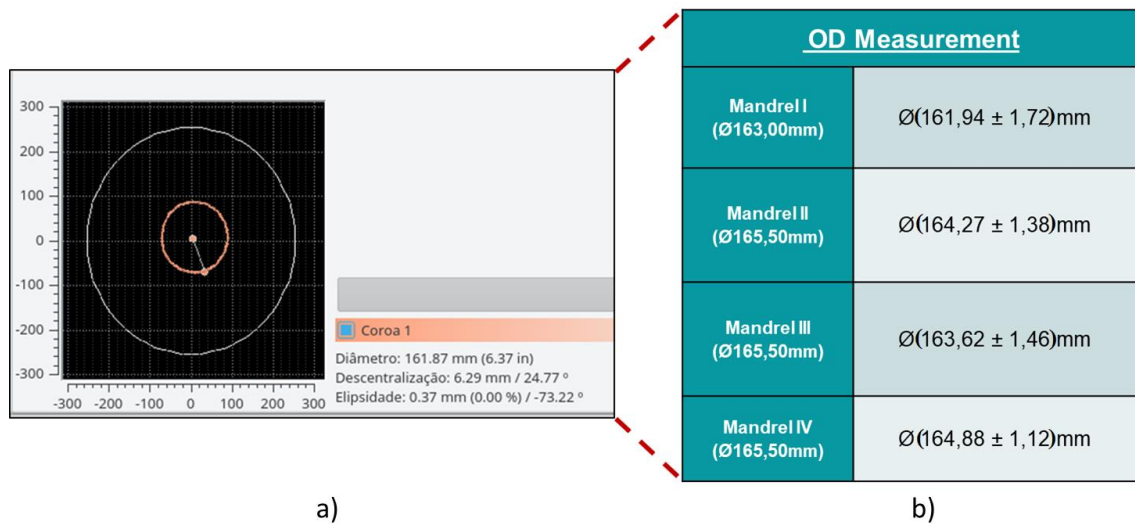 300
200
100
0
-100
-200
-300
-300 -200 -100 0 100 200 300
Coroa 1
Diâmetro: 161.87 mm (6.37 in)
Descentralização: 6.29 mm / 24.77 º
Elipsidade: 0.37 mm (0.00 %) / -73.22 º
a)
OD Measurement
Mandrel I
(Ø163,00mm)
Ø(161,94 ± 1,72)mm
Mandrel II
(Ø165,50mm)
Ø(164,27 ± 1,38)mm
Mandrel III
(Ø165,50mm)
Ø(163,62 ± 1,46)mm
Mandrel IV
(Ø165,50mm)
Ø(164,88 ± 1,12)mm
b)